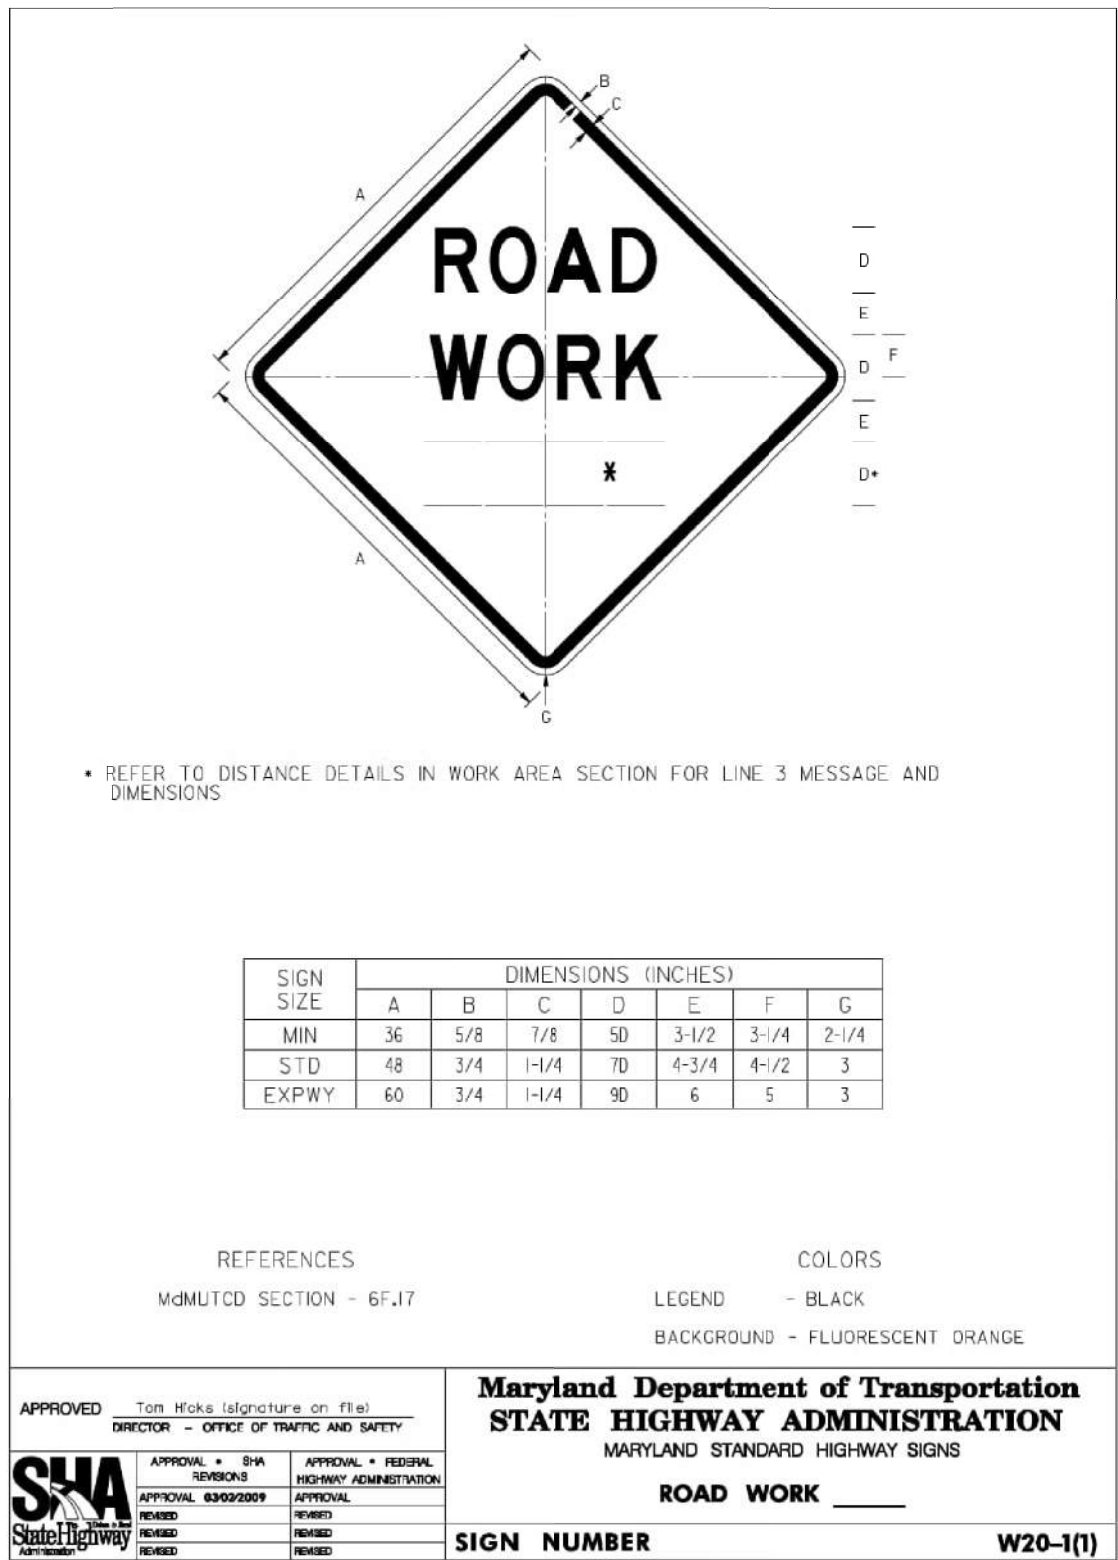 B
C
A
ROAD
D
E
WORK
D F
E
*
D*
A
G
* REFER TO DISTANCE DETAILS IN WORK AREA SECTION FOR LINE 3 MESSAGE AND
DIMENSIONS
SIGN SIZE DIMENSIONS (INCHES)
A B C D E F G
MIN 36 5/8 7/8 5D 3-1/2 3-1/4 2-1/4
STD 48 3/4 1-1/4 7D 4-3/4 4-1/2 3
EXPWY 60 3/4 1-1/4 9D 6 5 3
REFERENCES
MdMUTCD SECTION - 6F.17
COLORS
LEGEND - BLACK
BACKGROUND - FLUORESCENT ORANGE
APPROVED Tom Hicks (signature on file)
DIRECTOR - OFFICE OF TRAFFIC AND SAFETY
SHA
StateHighway
Administration
APPROVAL • SHA
REVISIONS
APPROVAL • FEDERAL
HIGHWAY ADMINISTRATION
APPROVAL 03/02/2009 APPROVAL
REVISED REVISED
REVISED REVISED
REVISED REVISED
Maryland Department of Transportation
STATE HIGHWAY ADMINISTRATION
MARYLAND STANDARD HIGHWAY SIGNS
ROAD WORK _____
SIGN NUMBER W20-1(1)